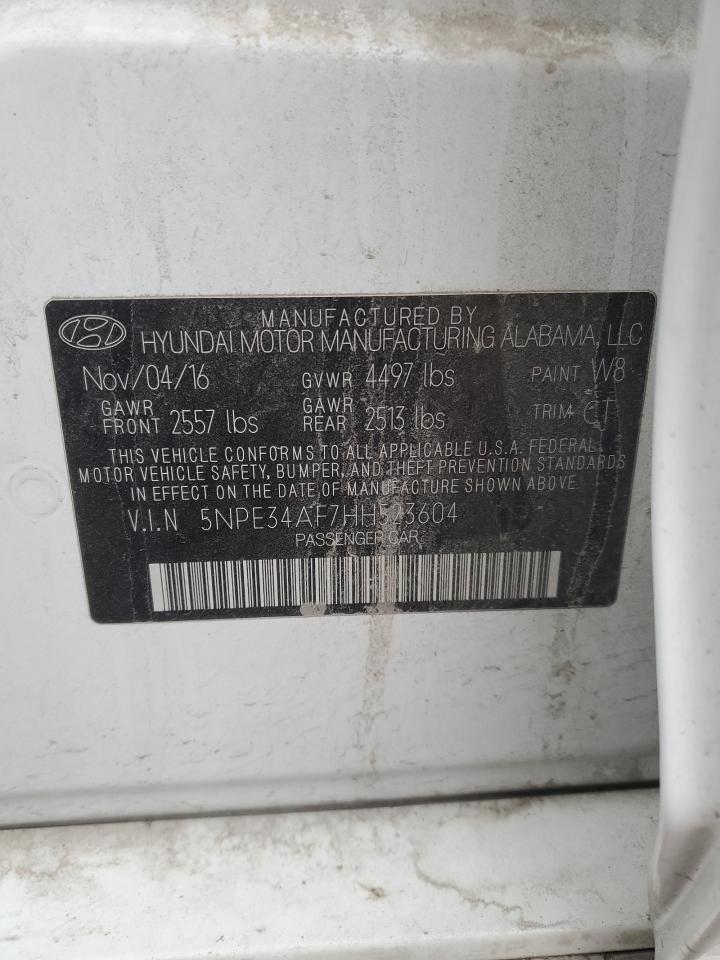 MANUFACTURED BY
HYUNDAI MOTOR MANUFACTURING ALABAMA, LLC
Nov/04/16 GVWR 4497 lbs PAINT W8
GAWR FRONT 2557 lbs GAWR REAR 2513 lbs TRIM CT
THIS VEHICLE CONFORMS TO ALL APPLICABLE U.S.A. FEDERAL
MOTOR VEHICLE SAFETY, BUMPER, AND THEFT PREVENTION STANDARDS
IN EFFECT ON THE DATE OF MANUFACTURE SHOWN ABOVE.
V.I.N 5NPE34AF7HH523604
PASSENGER CAR